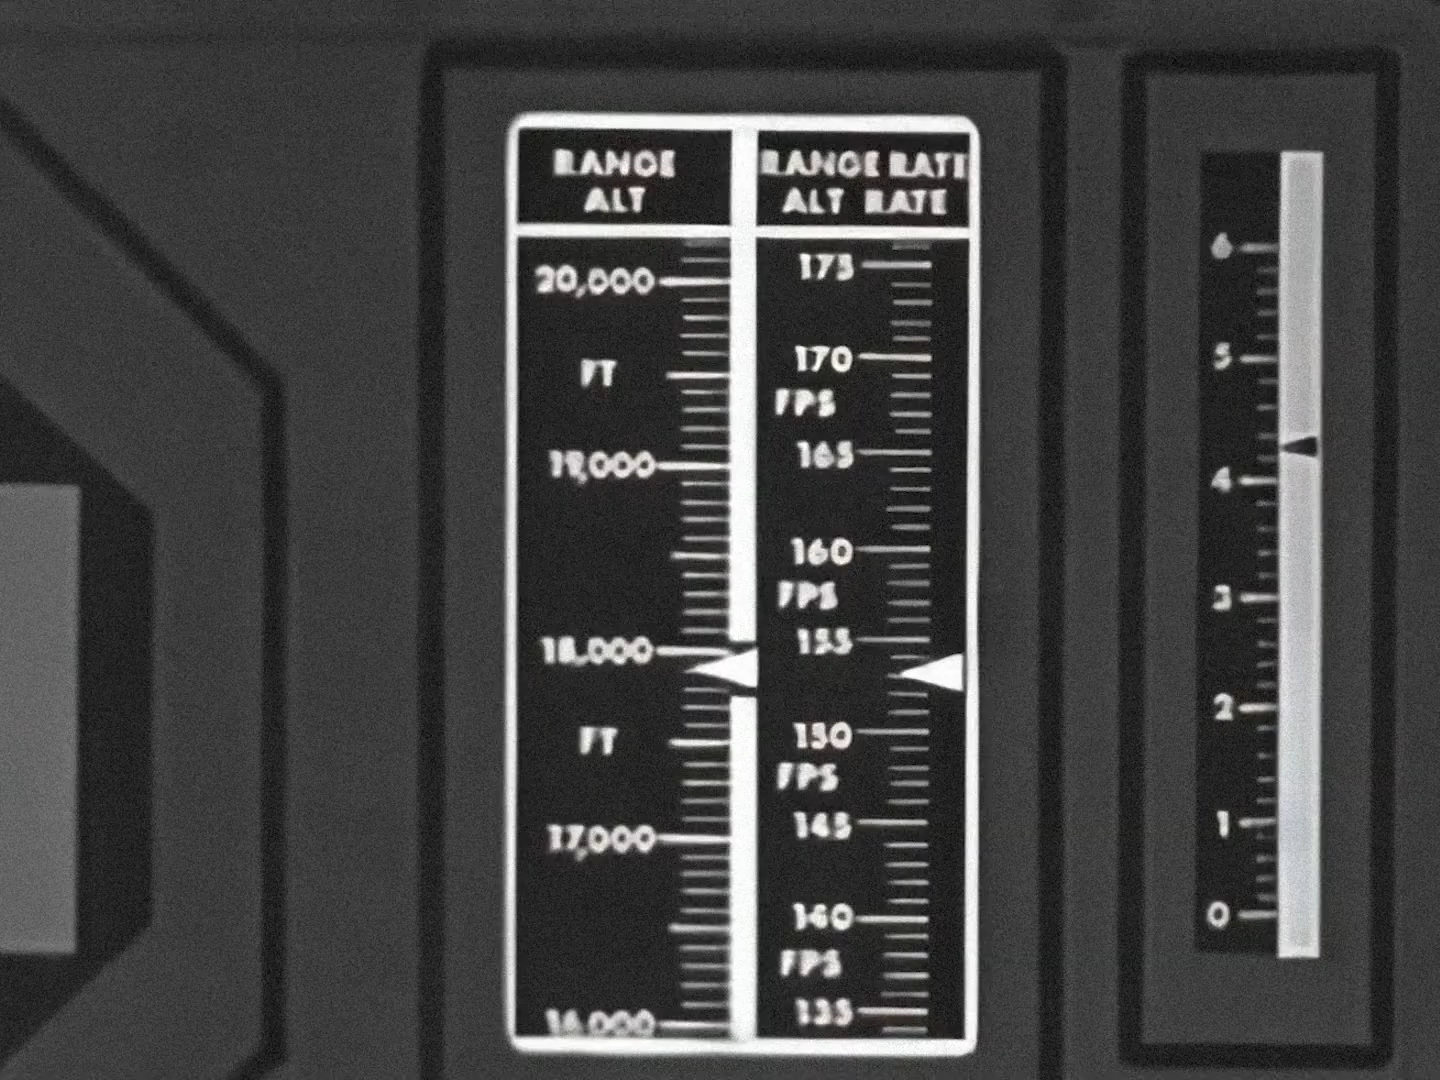 RANGE
ALT
20,000
FT
19,000
18,000
FT
17,000
16,000
RANGE RATE
ALT RATE
175
170
FPS
165
160
FPS
155
150
FPS
145
140
FPS
135
6
5
4
3
2
1
0